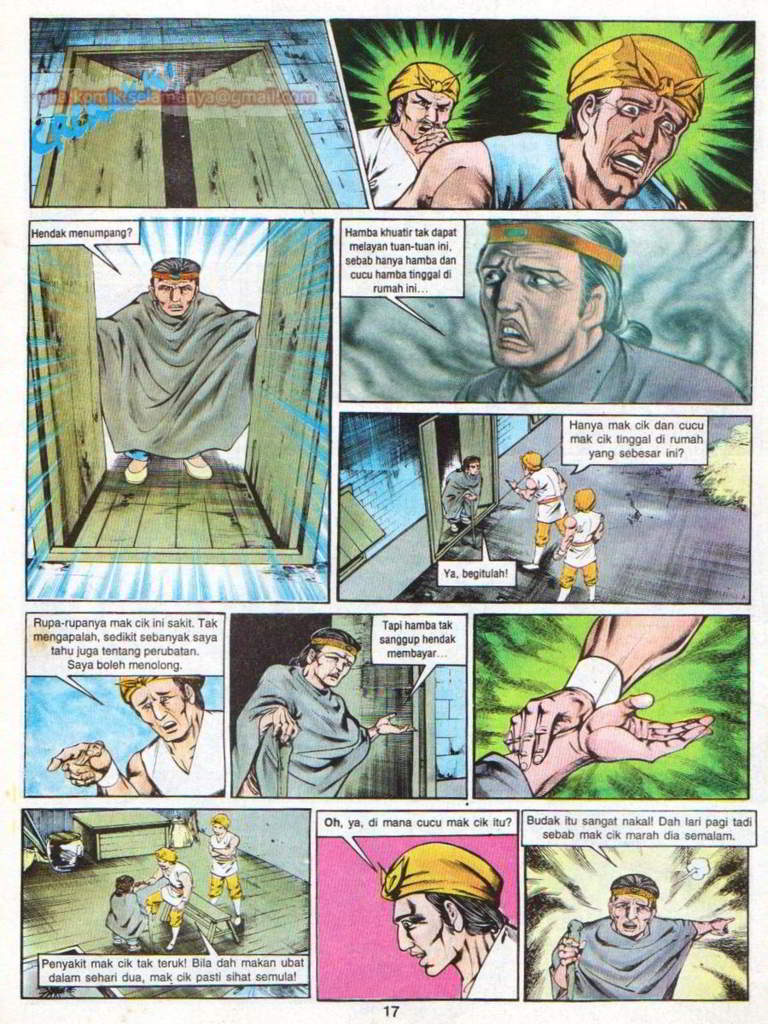 gila_komik_selamanya@gmail.com
Hendak menumpang?
Hamba khuatir tak dapat
melayan tuan-tuan ini,
sebab hanya hamba dan
cucu hamba tinggal di
rumah ini...
Hanya mak cik dan cucu
mak cik tinggal di rumah
yang sebesar ini?
Ya, begitulah!
Rupa-rupanya mak cik ini sakit. Tak
mengapalah, sedikit sebanyak saya
tahu juga tentang perubatan.
Saya boleh menolong.
Tapi hamba tak
sanggup hendak
membayar...
Penyakit mak cik tak teruk! Bila dah makan ubat
dalam sehari dua, mak cik pasti sihat semula!
Oh, ya, di mana cucu mak cik itu?
Budak itu sangat nakal! Dah lari pagi tadi
sebab mak cik marah dia semalam.
17